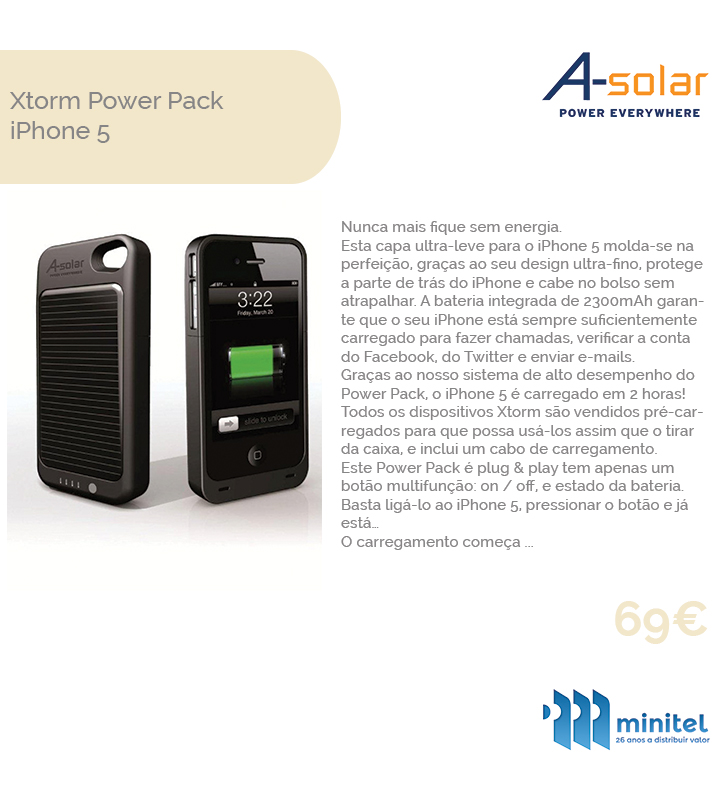 Xtorm Power Pack
iPhone 5
A-solar
POWER EVERYWHERE
Nunca mais fique sem energia.
Esta capa ultra-leve para o iPhone 5 molda-se na
perfeição, graças ao seu design ultra-fino, protege
a parte de trás do iPhone e cabe no bolso sem
atrapalhar. A bateria integrada de 2300mAh garan-
te que o seu iPhone está sempre suficientemente
carregado para fazer chamadas, verificar a conta
do Facebook, do Twitter e enviar e-mails.
Graças ao nosso sistema de alto desempenho do
Power Pack, o iPhone 5 é carregado em 2 horas!
Todos os dispositivos Xtorm são vendidos pré-car-
regados para que possa usá-los assim que o tirar
da caixa, e inclui um cabo de carregamento.
Este Power Pack é plug & play tem apenas um
botão multifunção: on / off, e estado da bateria.
Basta ligá-lo ao iPhone 5, pressionar o botão e já
está...
O carregamento começa ...
A-solar
3:22
Friday, March 20
slide to unlock
69€
minitel
26 anos a distribuir valor